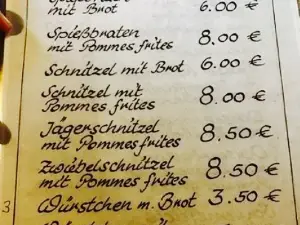 mit Brot 6.00 €
Spießbraten
mit Pommes frites 8.00 €
Schnitzel mit Brot 6.00 €
Schnitzel mit
Pommes frites 8.00 €
Jägerschnitzel
mit Pommes frites 8.50 €
Zwiebelschnitzel
mit Pommes frites 8.50 €
3 Würstchen m. Brot 3.50 €